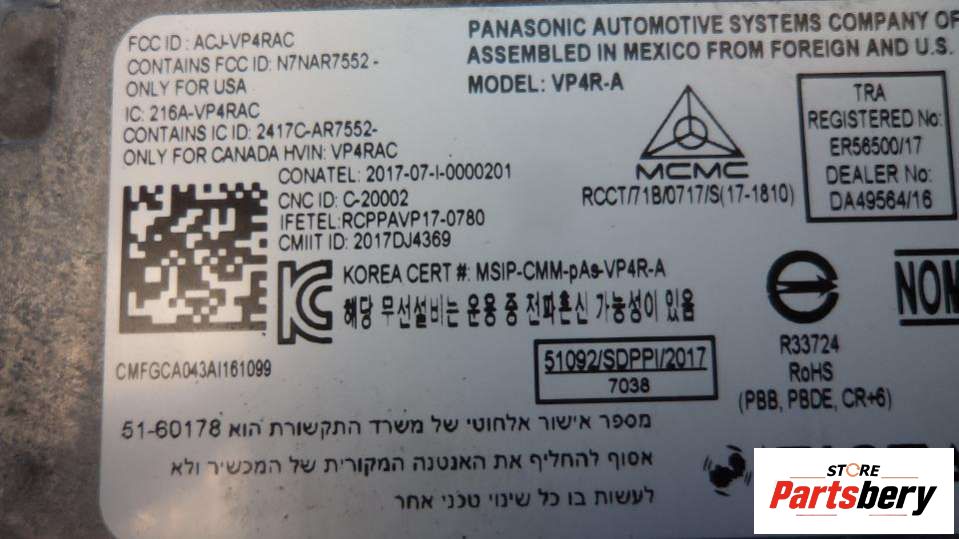 FCC ID : ACJ-VP4RAC
CONTAINS FCC ID: N7NAR7552 -
ONLY FOR USA
IC: 216A-VP4RAC
CONTAINS IC ID: 2417C-AR7552-
ONLY FOR CANADA HVIN: VP4RAC
CONATEL: 2017-07-I-0000201
CNC ID: C-20002
IFETEL:RCPPAVP17-0780
CMIIT ID: 2017DJ4369
PANASONIC AUTOMOTIVE SYSTEMS COMPANY OF
ASSEMBLED IN MEXICO FROM FOREIGN AND U.S.
MODEL: VP4R-A
MCMC
RCCT/71B/0717/S(17-1810)
TRA
REGISTERED No:
ER56500/17
DEALER No:
DA49564/16
KOREA CERT #: MSIP-CMM-pAs-VP4R-A
해당 무선설비는 운용 중 전파혼신 가능성이 있음
CMFGCA043AI161099
51092/SDPPI/2017
7038
R33724
RoHS
(PBB, PBDE, CR+6)
NOM
מספר אישור אלחוטי של משרד התקשורת הוא 51-60178
אסוף להחליף את האנטנה המקורית של המכשיר ולא
לעשות בו כל שינוי טכני אחר
STORE
Partsbery